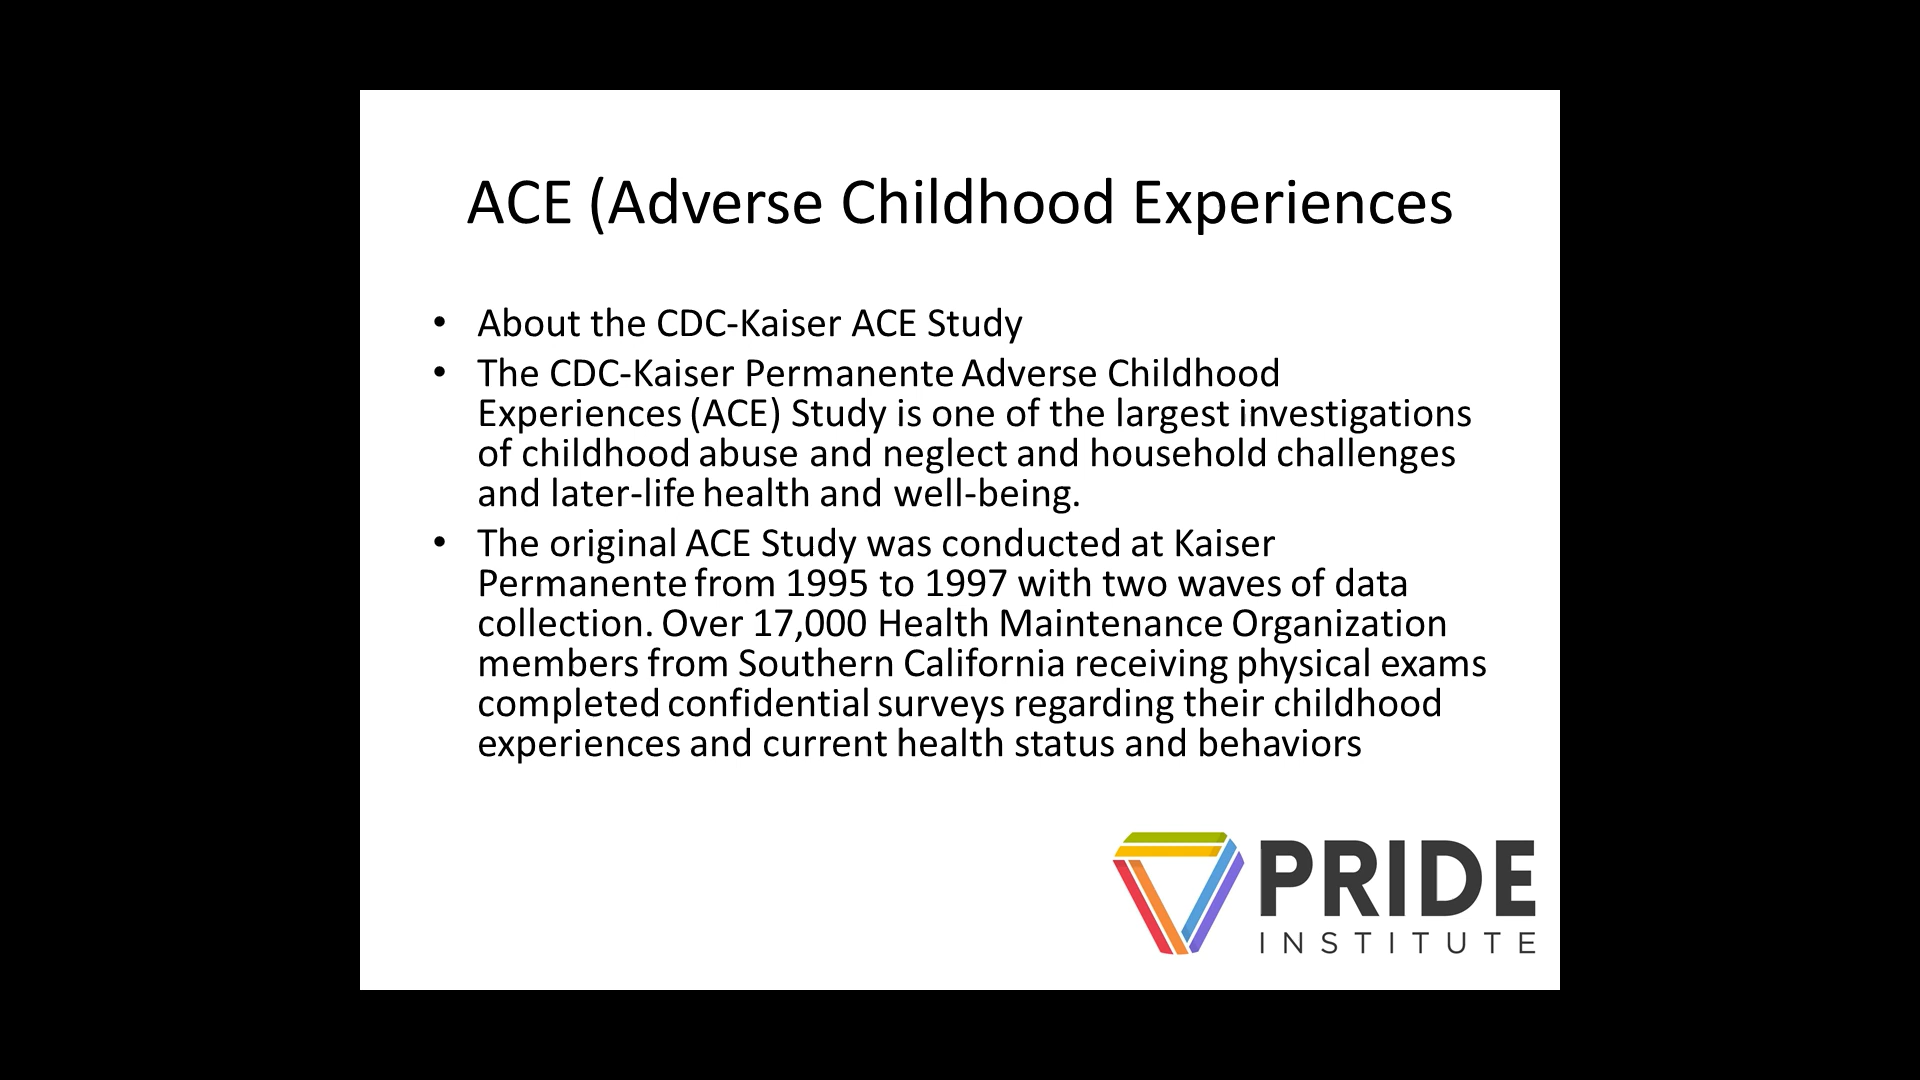 ACE (Adverse Childhood Experiences
• About the CDC-Kaiser ACE Study
• The CDC-Kaiser Permanente Adverse Childhood
Experiences (ACE) Study is one of the largest investigations
of childhood abuse and neglect and household challenges
and later-life health and well-being.
• The original ACE Study was conducted at Kaiser
Permanente from 1995 to 1997 with two waves of data
collection. Over 17,000 Health Maintenance Organization
members from Southern California receiving physical exams
completed confidential surveys regarding their childhood
experiences and current health status and behaviors
PRIDE
INSTITUTE